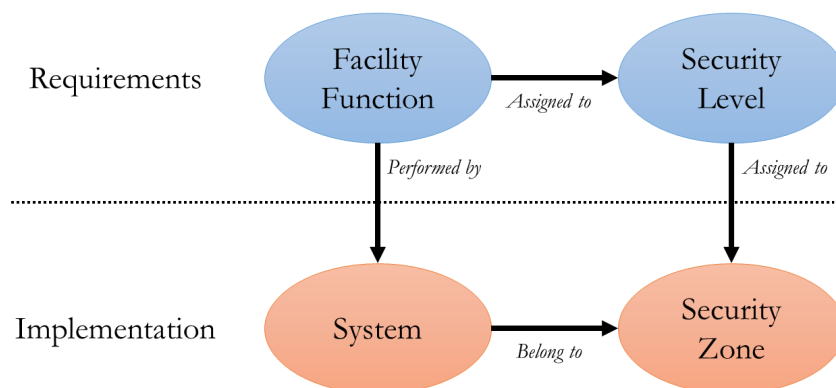 Requirements
Facility
Function
Assigned to
Security
Level
Performed by
Assigned to
Implementation
System
Belong to
Security
Zone